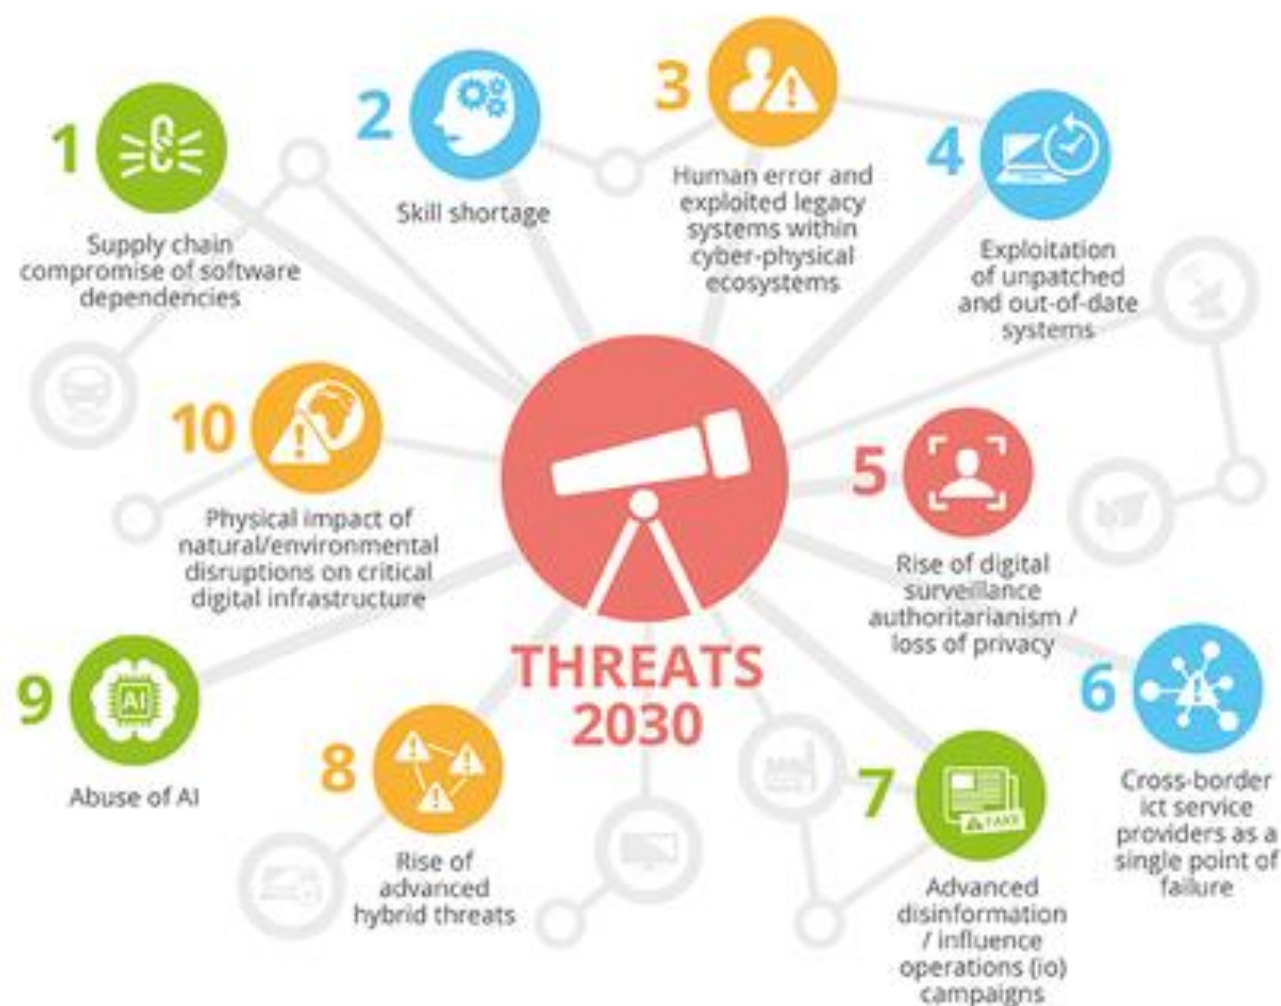 1
Supply chain
compromise of software
dependencies
2
Skill shortage
3
Human error and
exploited legacy
systems within
cyber-physical
ecosystems
4
Exploitation
of unpatched
and out-of-date
systems
5
Rise of digital
surveillance
authoritarianism /
loss of privacy
6
Cross-border
ict service
providers as a
single point of
failure
7
FAKE
Advanced
disinformation
/ influence
operations (io)
campaigns
8
Rise of
advanced
hybrid threats
9
AI
Abuse of AI
10
Physical impact of
natural/environmental
disruptions on critical
digital infrastructure
THREATS
2030